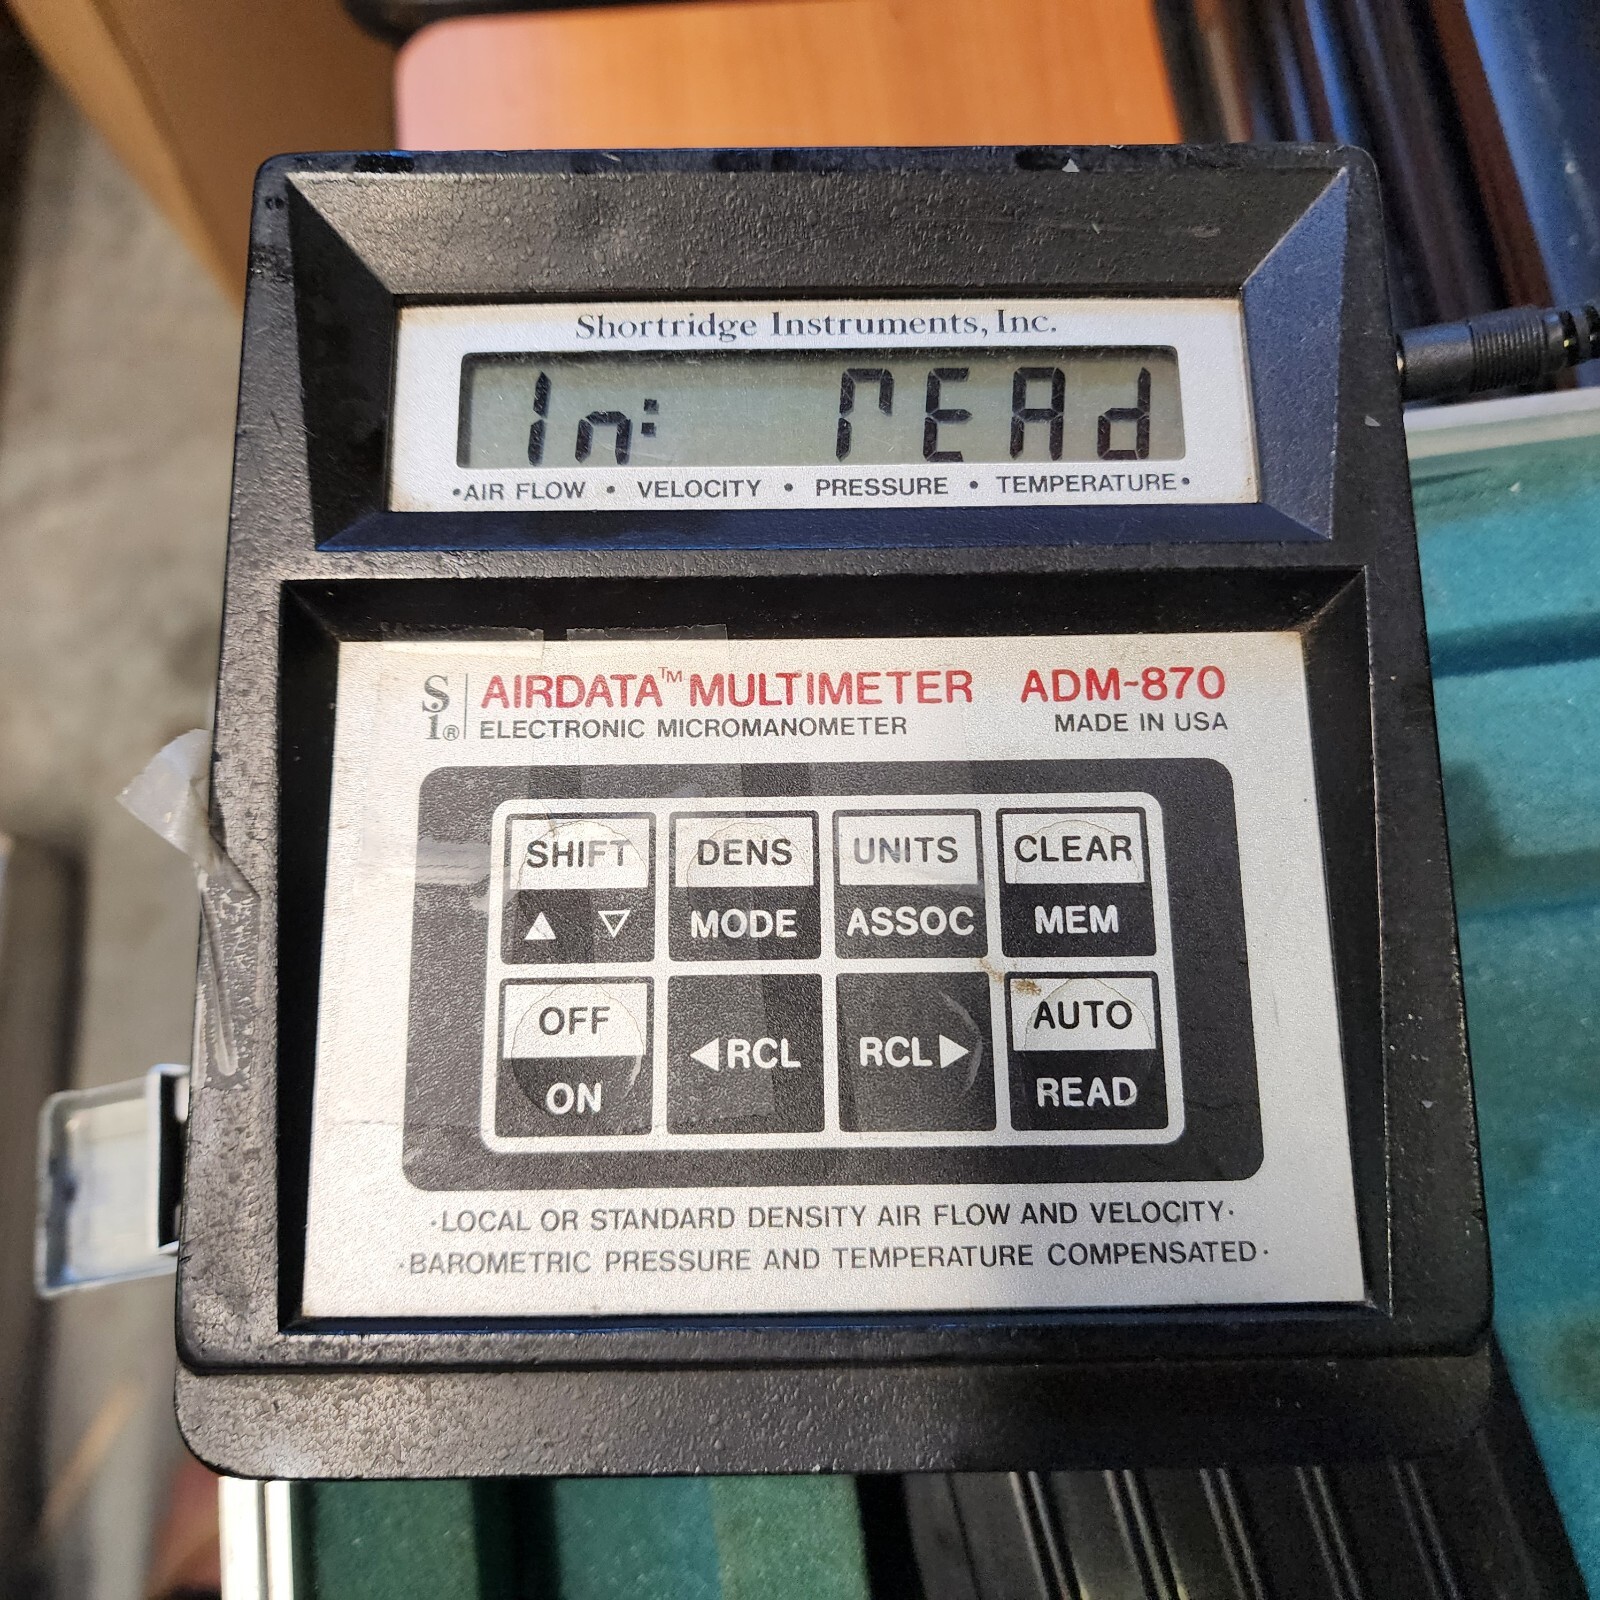 Shortridge Instruments, Inc.
In: rEAd
•AIR FLOW • VELOCITY • PRESSURE • TEMPERATURE•
Si® AIRDATA™ MULTIMETER ADM-870
ELECTRONIC MICROMANOMETER MADE IN USA
SHIFT DENS UNITS CLEAR
▲ ▽ MODE ASSOC MEM
OFF AUTO
◀RCL RCL▶
ON READ
·LOCAL OR STANDARD DENSITY AIR FLOW AND VELOCITY·
·BAROMETRIC PRESSURE AND TEMPERATURE COMPENSATED·